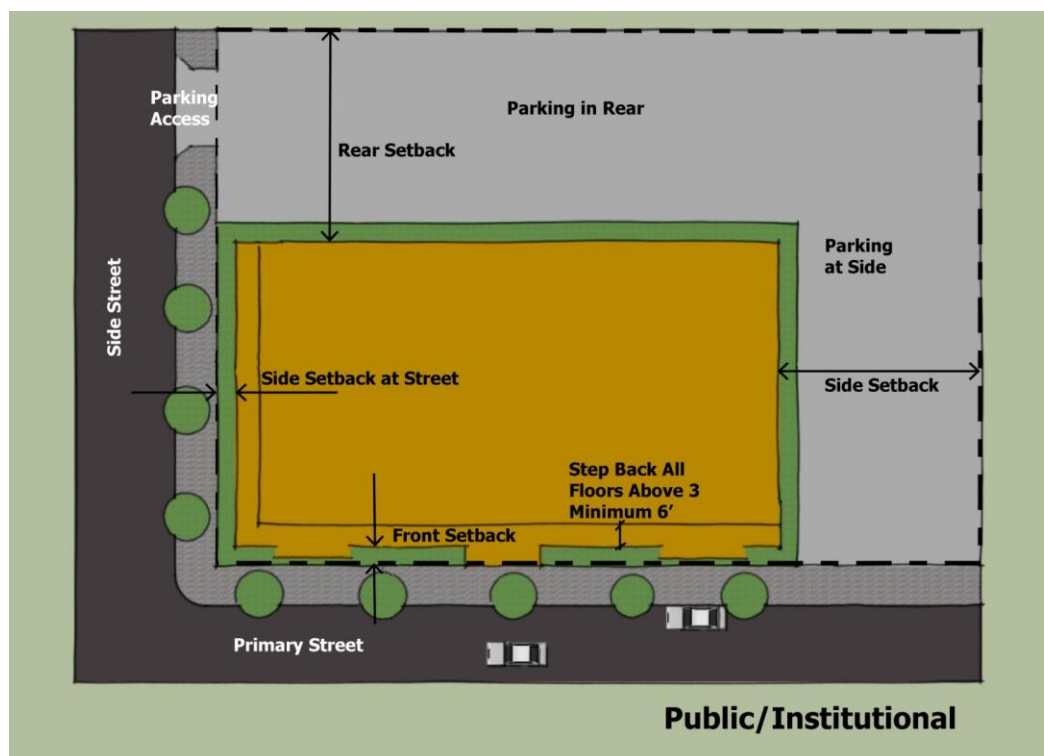 Parking
Access
Parking in Rear
Rear Setback
Parking
at Side
Side Street
Side Setback at Street
Side Setback
Step Back All
Floors Above 3
Minimum 6’
Front Setback
Primary Street
Public/Institutional